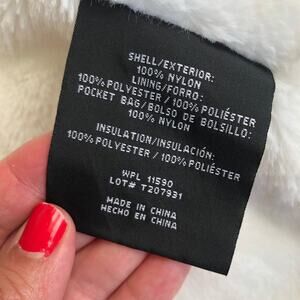 SHELL/EXTERIOR:
100% NYLON
LINING/FORRO:
100% POLYESTER / 100% POLIÉSTER
POCKET BAG/BOLSO DE BOLSILLO:
100% NYLON
INSULATION/INSULACIÓN:
100% POLYESTER / 100% POLIÉSTER
WPL 11590
LOT# T207931
MADE IN CHINA
HECHO EN CHINA